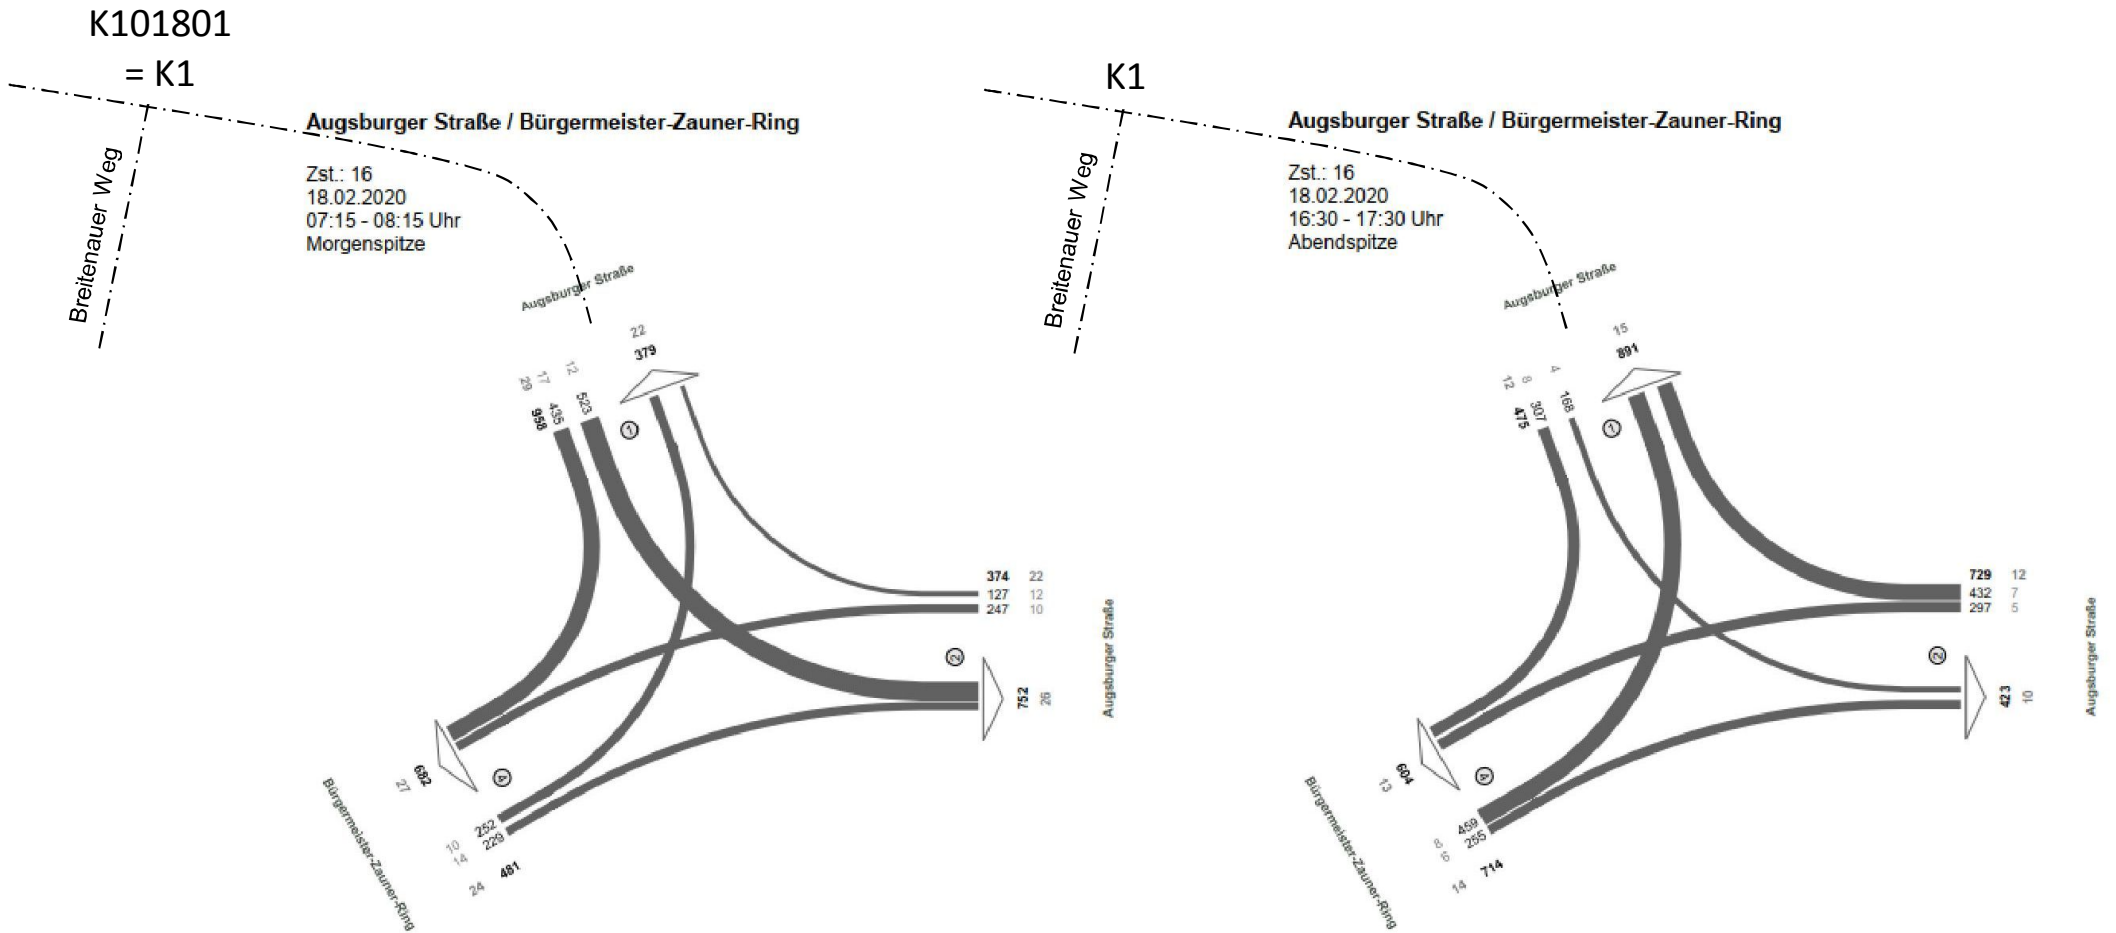 K101801
= K1
Breitenauer Weg
Augsburger Straße / Bürgermeister-Zauner-Ring
Zst.: 16
18.02.2020
07:15 - 08:15 Uhr
Morgenspitze
Augsburger Straße
22
379
29
17
12
958
435
523
1
374 22
127 12
247 10
2
752
26
Augsburger Straße
682
27
4
Bürgermeister-Zauner-Ring
252
229
10
14
481
24
K1
Breitenauer Weg
Augsburger Straße / Bürgermeister-Zauner-Ring
Zst.: 16
18.02.2020
16:30 - 17:30 Uhr
Abendspitze
Augsburger Straße
15
891
12
8
4
475
307
168
1
729 12
432 7
297 5
2
423
10
Augsburger Straße
604
13
4
Bürgermeister-Zauner-Ring
459
255
8
714
14